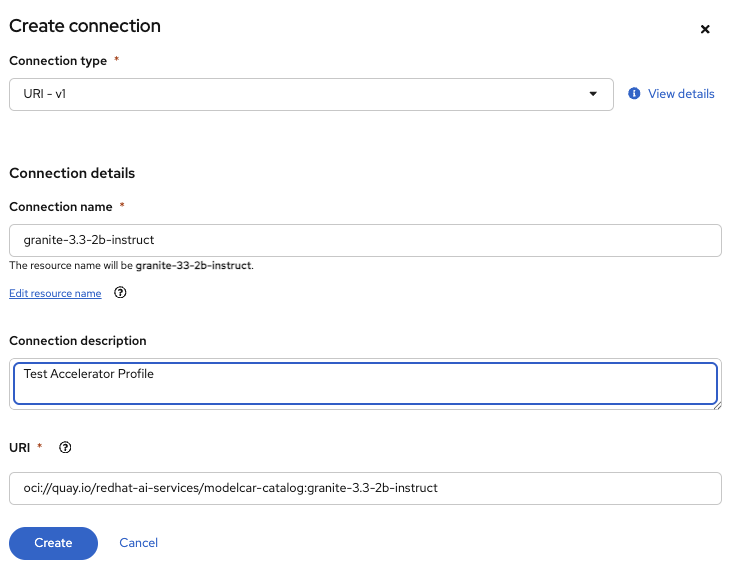 Create connection
Connection type *
URI - v1
View details
Connection details
Connection name *
granite-3.3-2b-instruct
The resource name will be granite-33-2b-instruct.
Edit resource name
Connection description
Test Accelerator Profile
URI *
oci://quay.io/redhat-ai-services/modelcar-catalog:granite-3.3-2b-instruct
Create Cancel